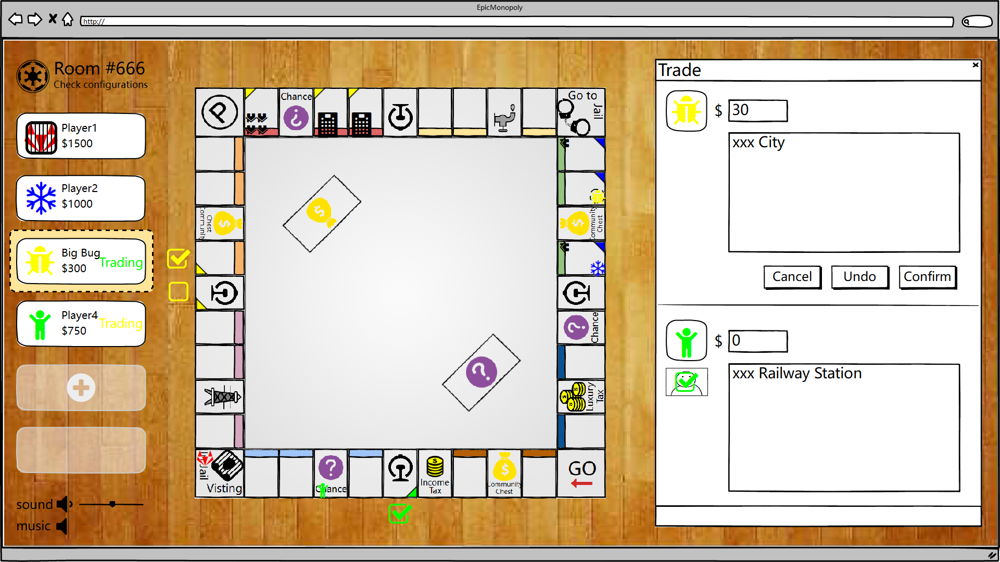 EpicMonopoly
http://
Room #666
Check configurations
Player1
$1500
Player2
$1000
Big Bug
Trading
$300
Player4
Trading
$750
sound
music
Chance
Go to
Jail
Community
Chest
Community
Chest
Chance
Luxury
Tax
Jail
Visting
Chance
Income
Tax
Community
Chest
GO
Trade
$ 30
xxx City
Cancel
Undo
Confirm
$ 0
xxx Railway Station